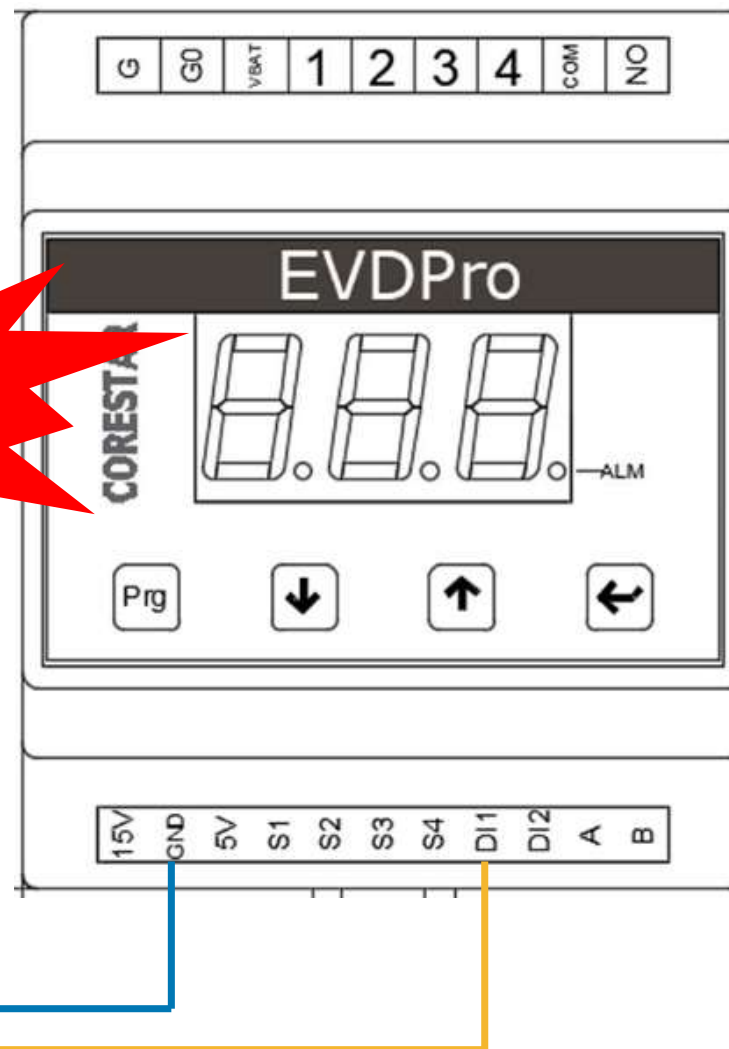 G G0 VBAT 1 2 3 4 COM NO
EVDPro
CORESTAR
ALM
Prg
15V GND 5V S1 S2 S3 S4 DI1 DI2 A B